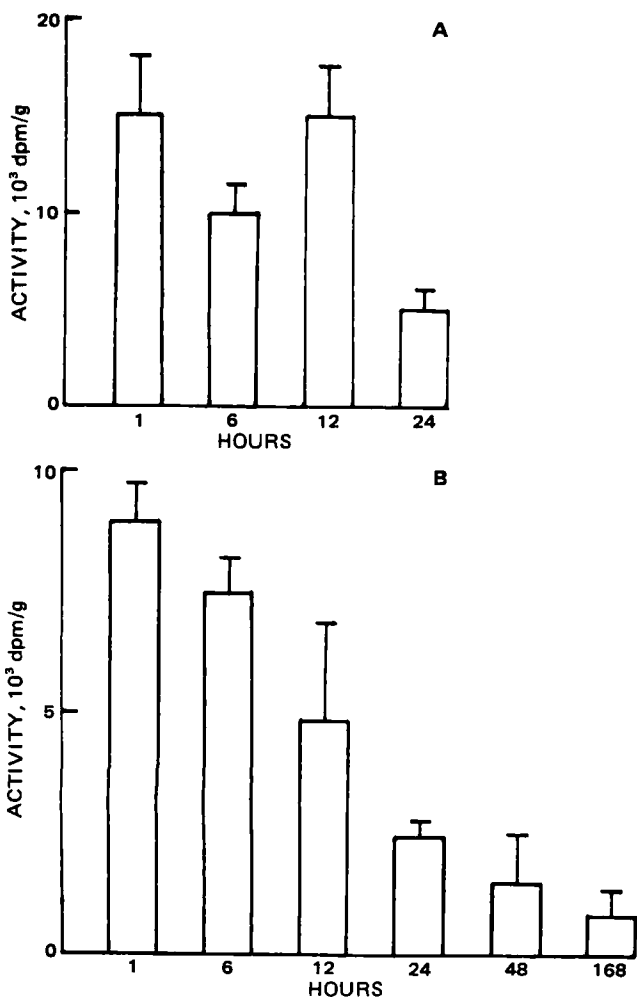 A
20
10
0
ACTIVITY, 10³ dpm/g
1 6 12 24
HOURS
B
10
5
0
ACTIVITY, 10³ dpm/g
1 6 12 24 48 168
HOURS